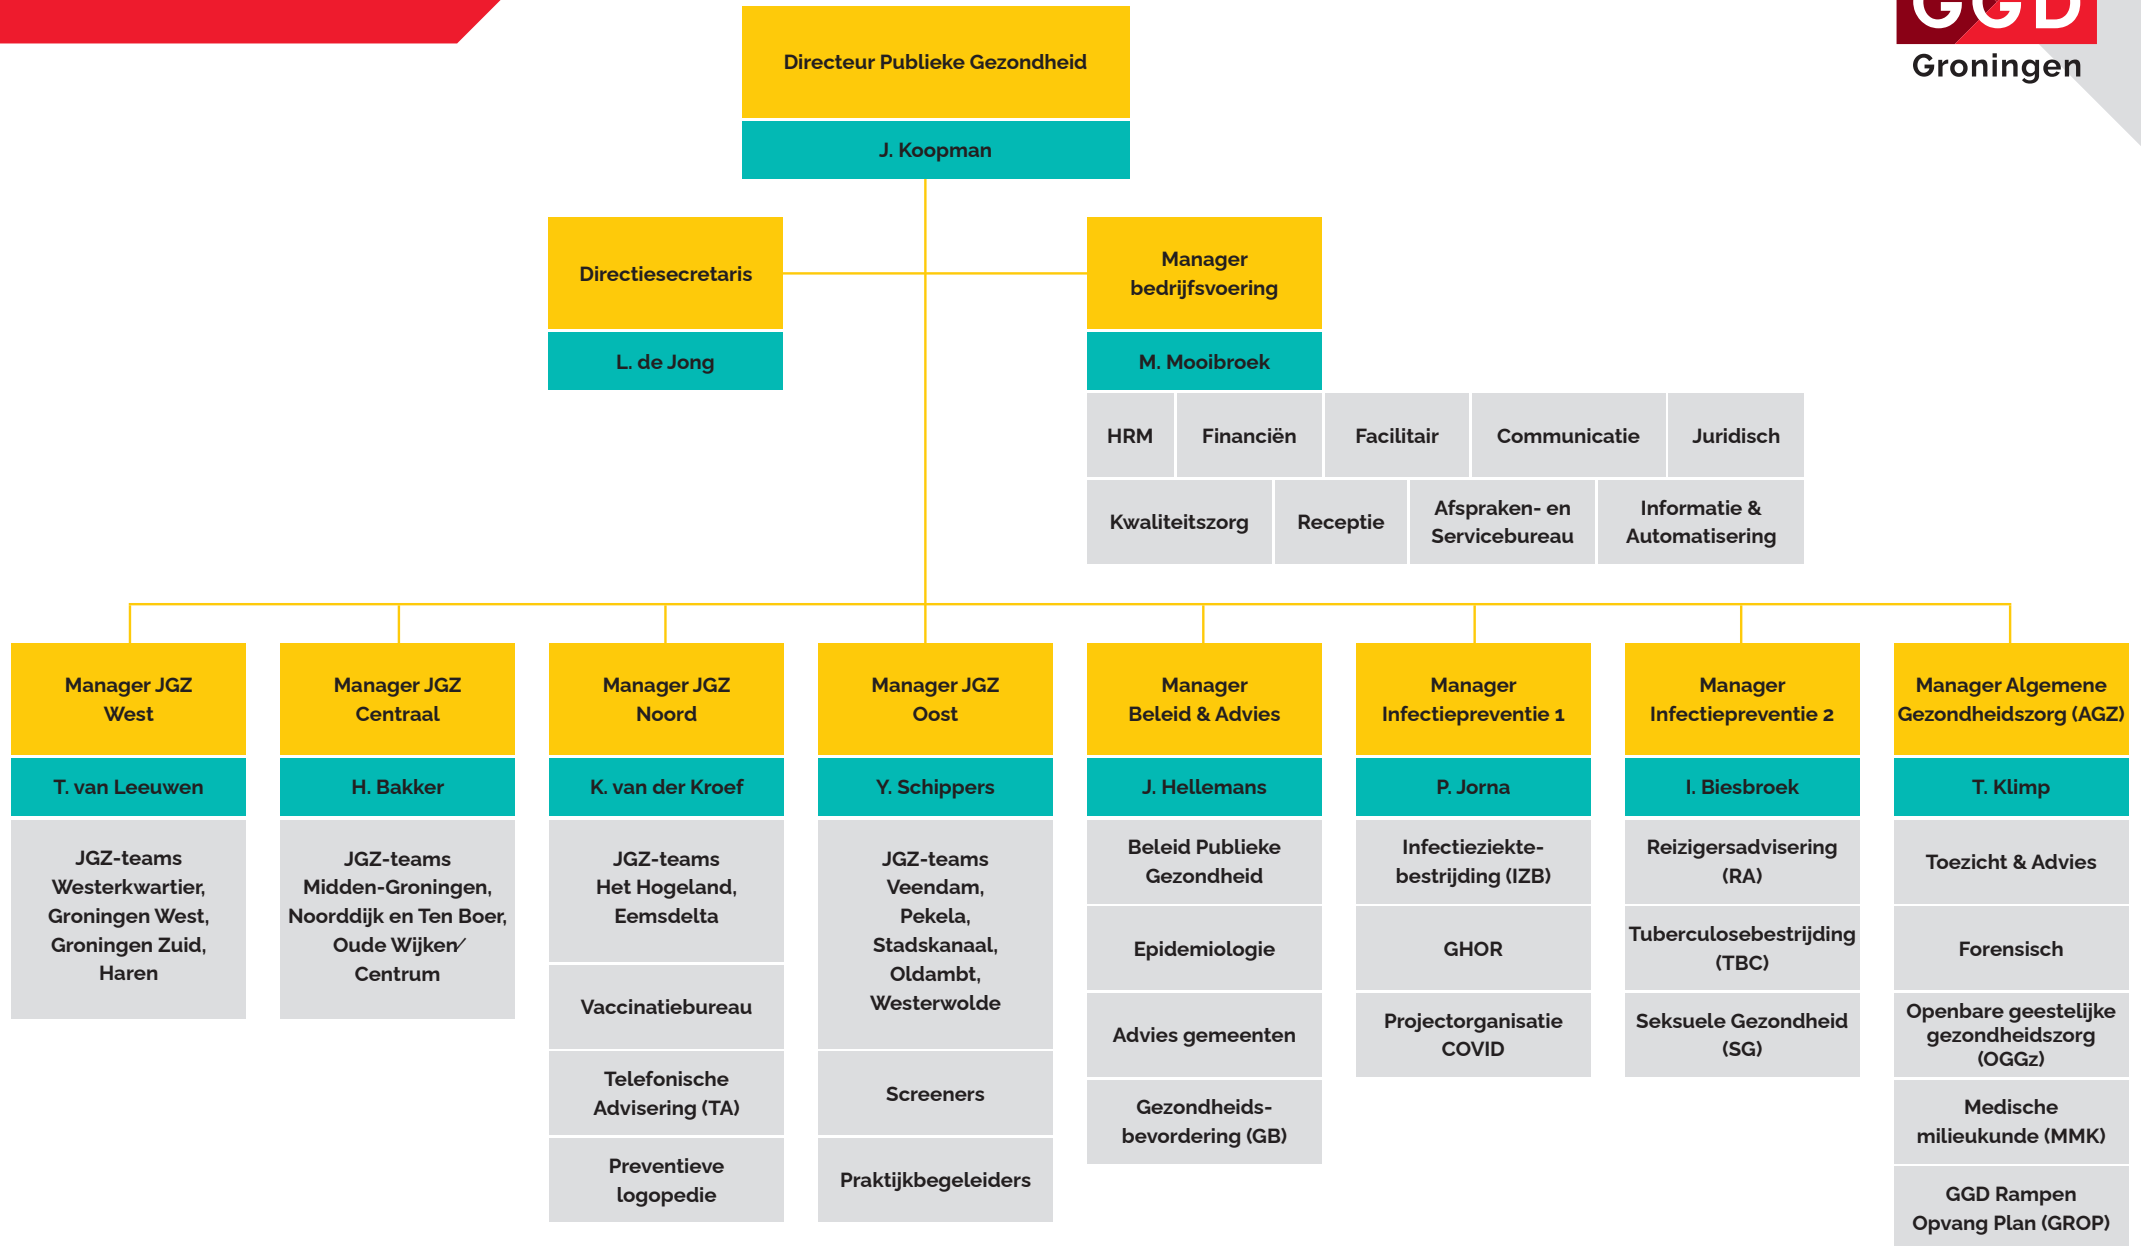 GGD
Groningen
Directeur Publieke Gezondheid
J. Koopman
Directiesecretaris
L. de Jong
Manager
bedrijfsvoering
M. Mooibroek
HRM
Financiën
Facilitair
Communicatie
Juridisch
Kwaliteitszorg
Receptie
Afspraken- en
Servicebureau
Informatie &
Automatisering
Manager JGZ
West
T. van Leeuwen
JGZ-teams
Westerkwartier,
Groningen West,
Groningen Zuid,
Haren
Manager JGZ
Centraal
H. Bakker
JGZ-teams
Midden-Groningen,
Noorddijk en Ten Boer,
Oude Wijken/
Centrum
Manager JGZ
Noord
K. van der Kroef
JGZ-teams
Het Hogeland,
Eemsdelta
Vaccinatiebureau
Telefonische
Advisering (TA)
Preventieve
logopedie
Manager JGZ
Oost
Y. Schippers
JGZ-teams
Veendam,
Pekela,
Stadskanaal,
Oldambt,
Westerwolde
Screeners
Praktijkbegeleiders
Manager
Beleid & Advies
J. Hellemans
Beleid Publieke
Gezondheid
Epidemiologie
Advies gemeenten
Gezondheids-
bevordering (GB)
Manager
Infectiepreventie 1
P. Jorna
Infectieziekte-
bestrijding (IZB)
GHOR
Projectorganisatie
COVID
Manager
Infectiepreventie 2
I. Biesbroek
Reizigersadvisering
(RA)
Tuberculosebestrijding
(TBC)
Seksuele Gezondheid
(SG)
Manager Algemene
Gezondheidszorg (AGZ)
T. Klimp
Toezicht & Advies
Forensisch
Openbare geestelijke
gezondheidszorg
(OGGz)
Medische
milieukunde (MMK)
GGD Rampen
Opvang Plan (GROP)